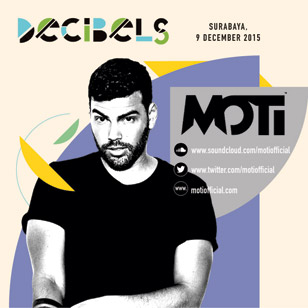 DECIBELS
SURABAYA,
9 DECEMBER 2015
MOTi
www.soundcloud.com/motiofficial
www.twitter.com/motiofficial
www
motiofficial.com